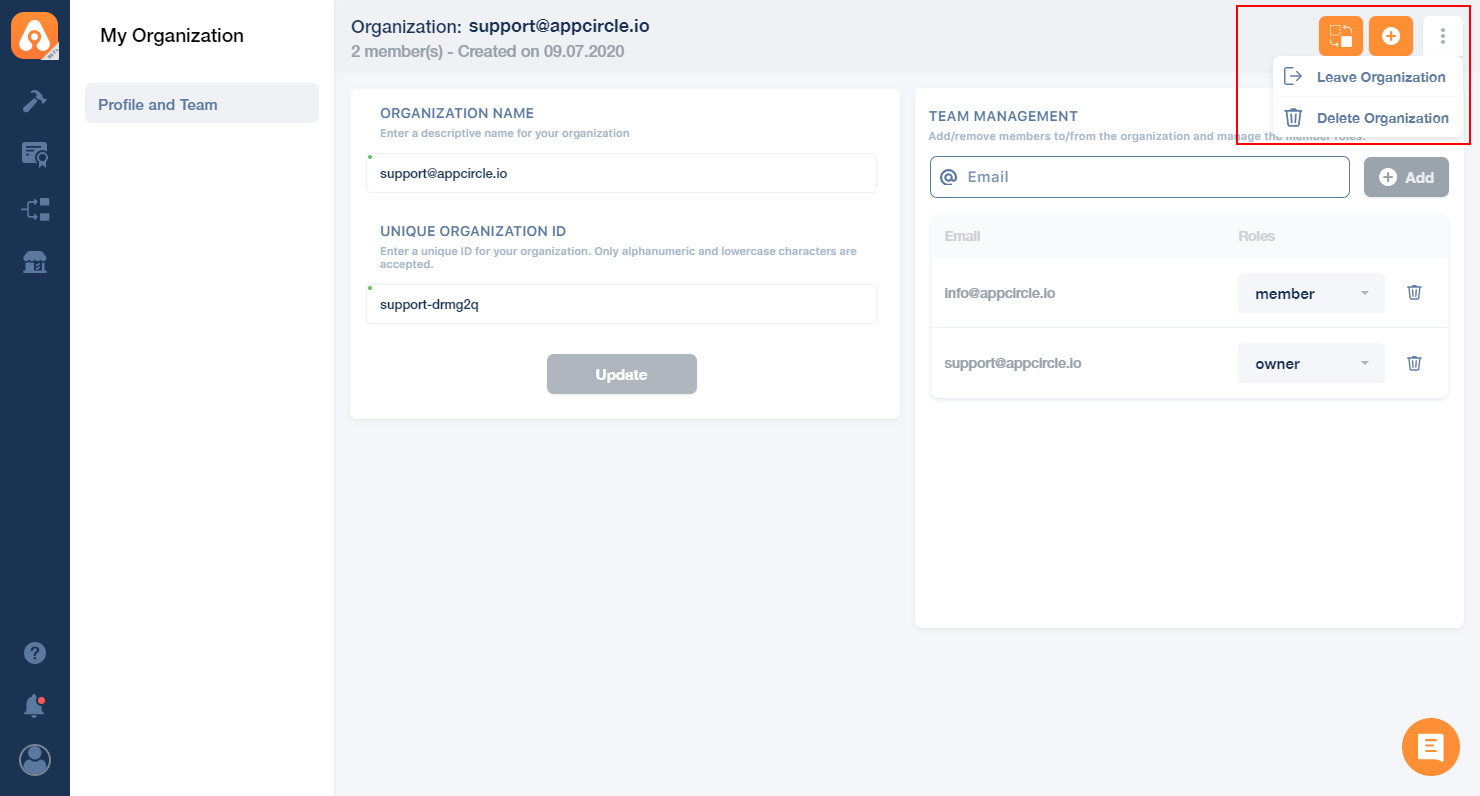 BETA
My Organization
Profile and Team
Organization: support@appcircle.io
2 member(s) - Created on 09.07.2020
Leave Organization
Delete Organization
ORGANIZATION NAME
Enter a descriptive name for your organization
support@appcircle.io
UNIQUE ORGANIZATION ID
Enter a unique ID for your organization. Only alphanumeric and lowercase characters are
accepted.
support-drmg2q
Update
TEAM MANAGEMENT
Add/remove members to/from the organization and manage the member roles.
@ Email
Add
Email Roles
info@appcircle.io member
support@appcircle.io owner
?